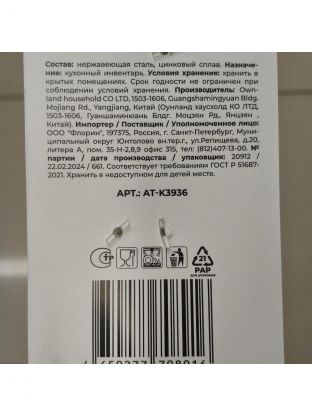 Состав: нержавеющая сталь, цинковый сплав. Назначе-
ние: кухонный инвентарь. Условия хранения: хранить в
крытых помещениях. Срок годности не ограничен при
соблюдении условий хранения. Производитель: Own-
land household CO LTD, 1503-1606, Guangshamingyuan Bldg.
Mojiang Rd., Yangjiang, Китай (Оунланд хаусхолд КО ЛТД,
1503-1606, Гуаншаминюань Блдг. Моцзян Рд., Янцзян ,
Китай). Импортер / Поставщик / Уполномоченное лицо:
ООО "Флорин", 197375, Россия, г. Санкт-Петербург, Муни-
ципальный округ Юнтолово вн.тер.г., ул.Репищева, д.20,
литера А, пом. 35-Н-2,8,9 офис 315, тел: (812)407-13-00. №
партии / дата производства / упаковщик: 20912 /
22.02.2024 / 661. Соответствует требованиям ГОСТ Р 51687-
2021. Хранить в недоступном для детей месте.
АРТ.: AT-K3936
21
PAP
для упаковки